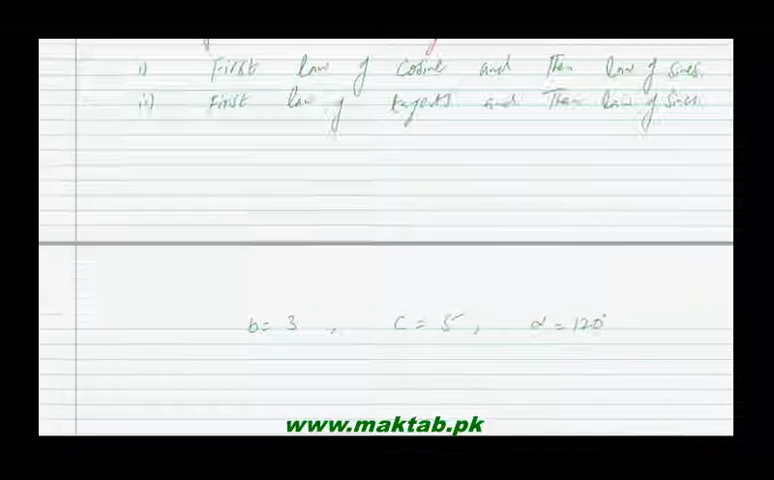 i) First law of cosine and Then law of sines.
ii) First law of tagents and Then law of sines.
b = 3 , c = 5 , α = 120°
www.maktab.pk